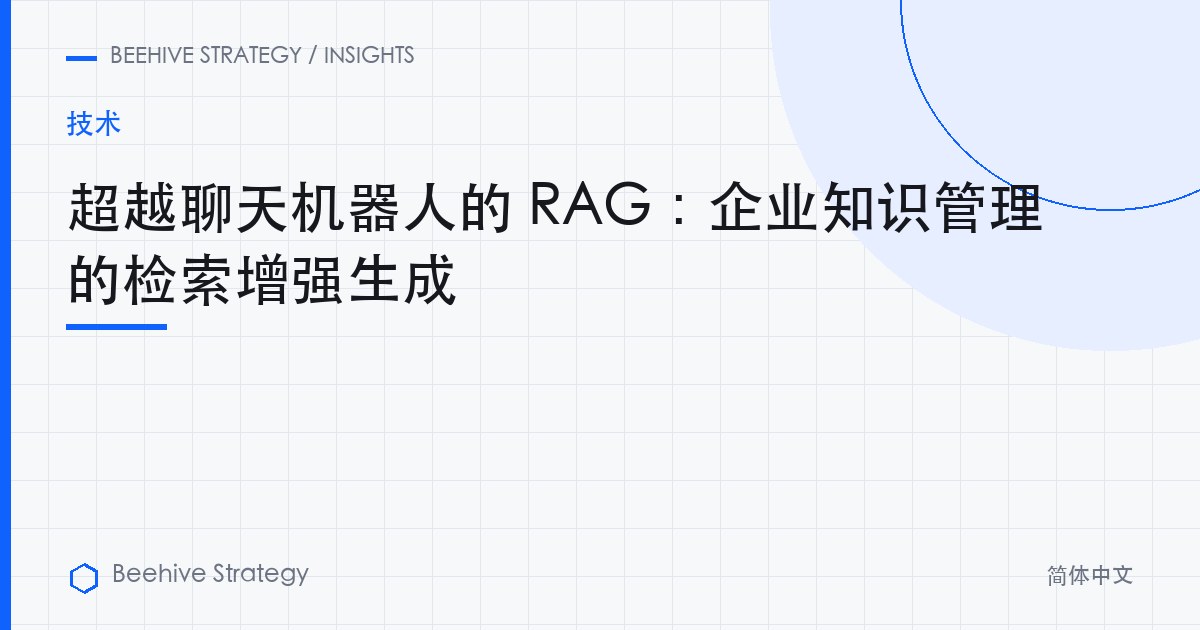 BEEHIVE STRATEGY / INSIGHTS
技术
超越聊天机器人的 RAG：企业知识管理
的检索增强生成
Beehive Strategy
简体中文